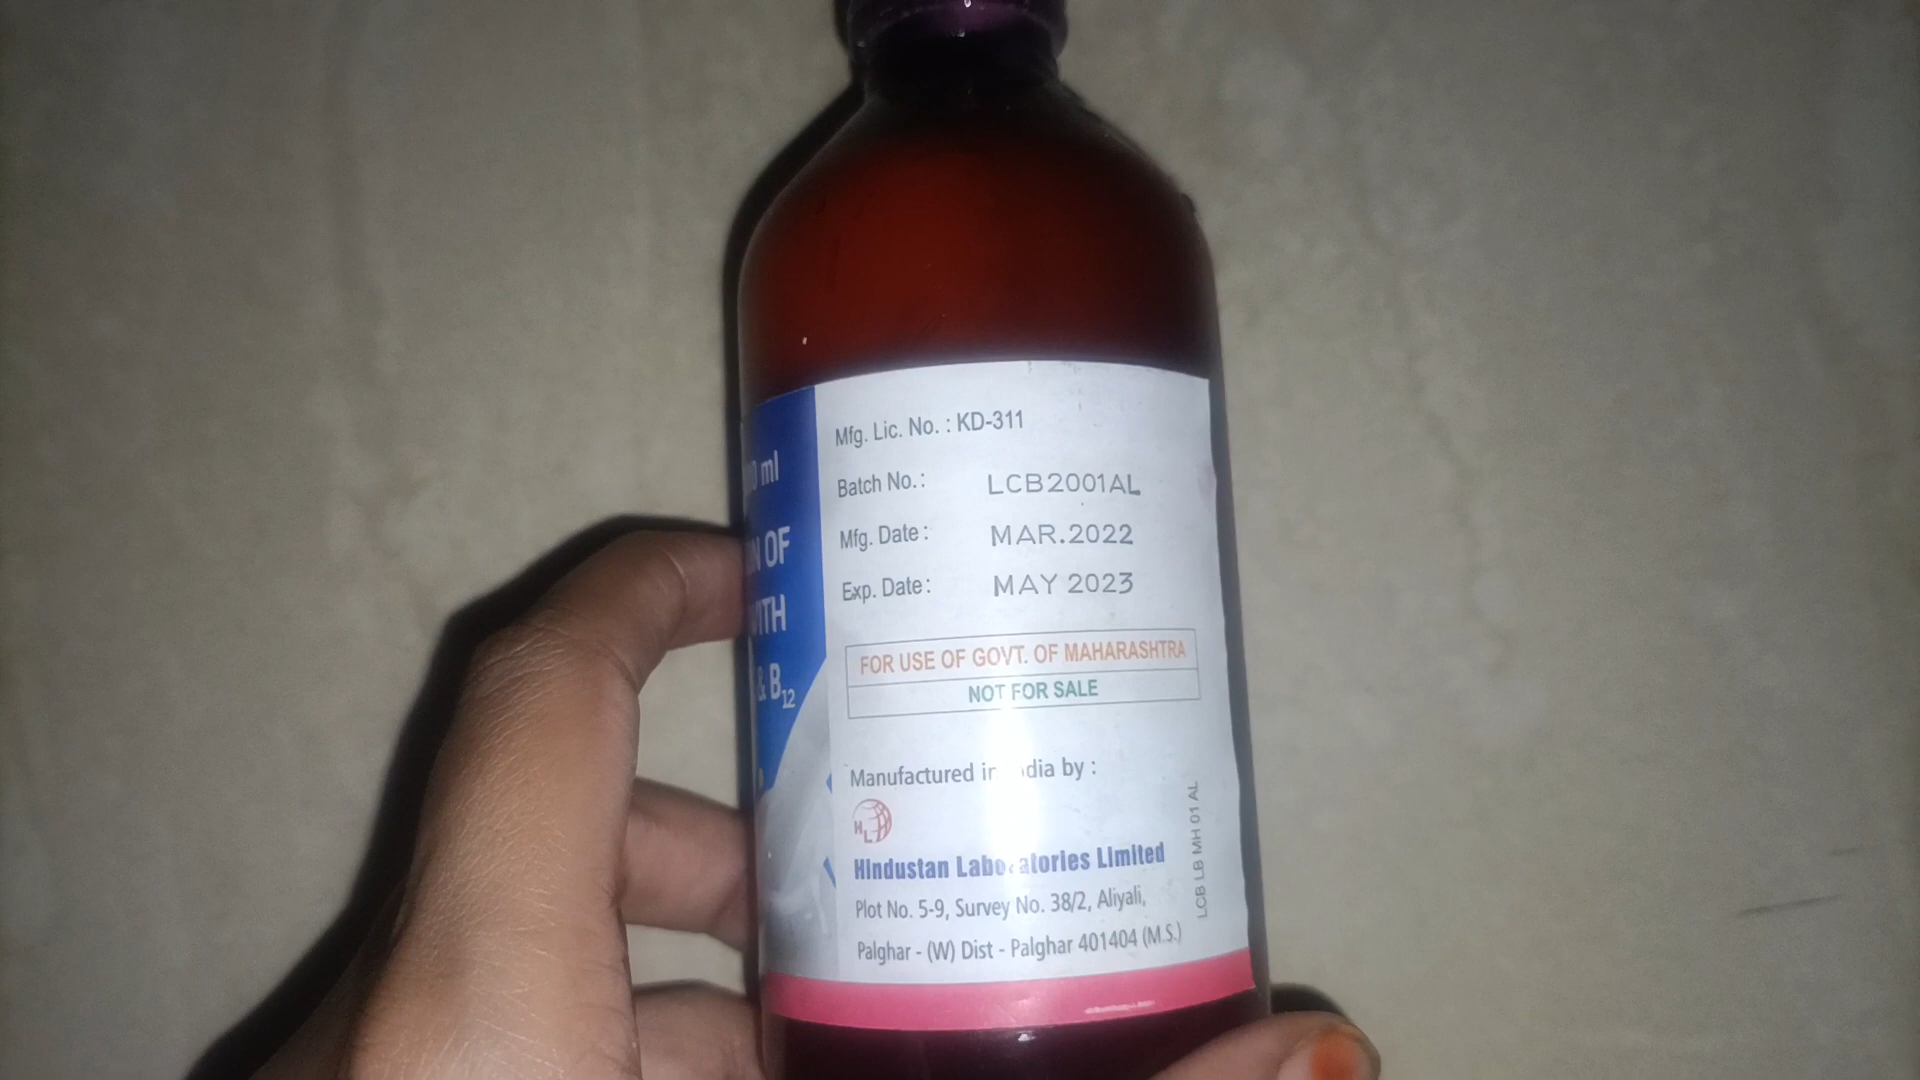 ml
OF
& B12
Mfg. Lic. No. : KD-311
Batch No. : LCB2001AL
Mfg. Date : MAR.2022
Exp. Date : MAY 2023
FOR USE OF GOVT. OF MAHARASHTRA
NOT FOR SALE
Manufactured in India by :
HLL
Hindustan Laboratories Limited
Plot No. 5-9, Survey No. 38/2, Aliyali,
Palghar - (W) Dist - Palghar 401404 (M.S.)
LCB LB MH 01 AL